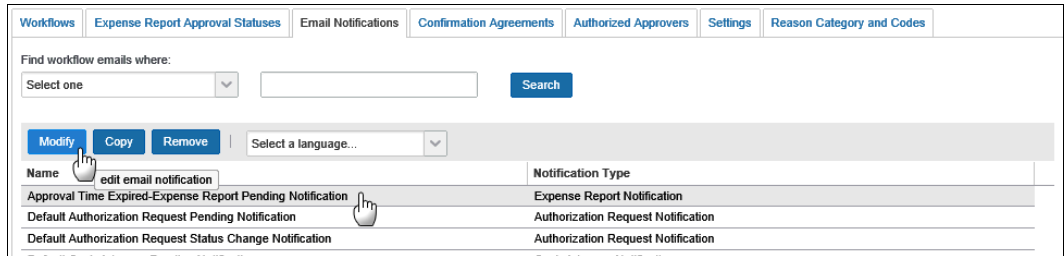 Workflows Expense Report Approval Statuses Email Notifications Confirmation Agreements Authorized Approvers Settings Reason Category and Codes
Find workflow emails where:
Select one Search
Modify Copy Remove Select a language...
Name Notification Type
edit email notification
Approval Time Expired-Expense Report Pending Notification Expense Report Notification
Default Authorization Request Pending Notification Authorization Request Notification
Default Authorization Request Status Change Notification Authorization Request Notification